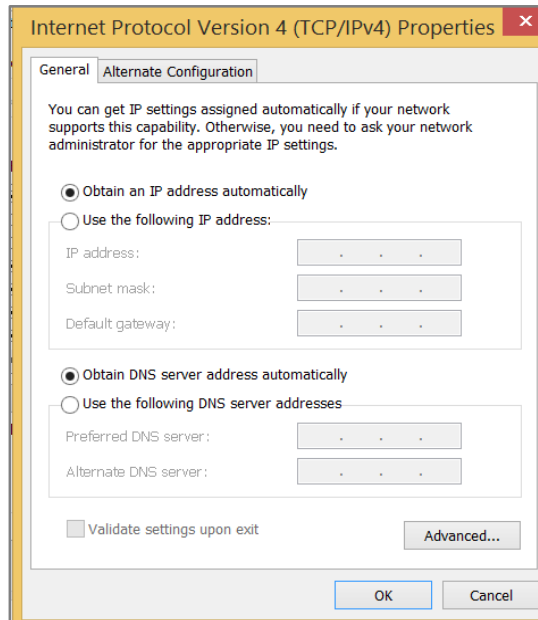 Internet Protocol Version 4 (TCP/IPv4) Properties
General
Alternate Configuration
You can get IP settings assigned automatically if your network
supports this capability. Otherwise, you need to ask your network
administrator for the appropriate IP settings.
Obtain an IP address automatically
Use the following IP address:
IP address:
Subnet mask:
Default gateway:
Obtain DNS server address automatically
Use the following DNS server addresses
Preferred DNS server:
Alternate DNS server:
Validate settings upon exit
Advanced...
OK
Cancel